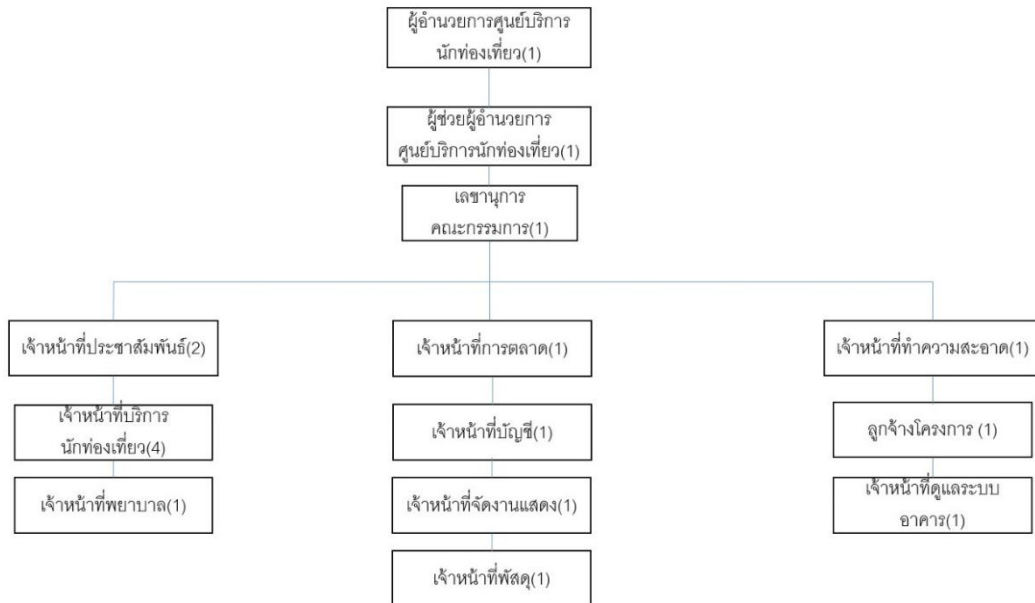 ผู้อำนวยการศูนย์บริการ
นักท่องเที่ยว(1)
ผู้ช่วยผู้อำนวยการ
ศูนย์บริการนักท่องเที่ยว(1)
เลขานุการ
คณะกรรมการ(1)
เจ้าหน้าที่ประชาสัมพันธ์(2)
เจ้าหน้าที่บริการ
นักท่องเที่ยว(4)
เจ้าหน้าที่พยาบาล(1)
เจ้าหน้าที่การตลาด(1)
เจ้าหน้าที่บัญชี(1)
เจ้าหน้าที่จัดงานแสดง(1)
เจ้าหน้าที่พัสดุ(1)
เจ้าหน้าที่ทำความสะอาด(1)
ลูกจ้างโครงการ (1)
เจ้าหน้าที่ดูแลระบบ
อาคาร(1)